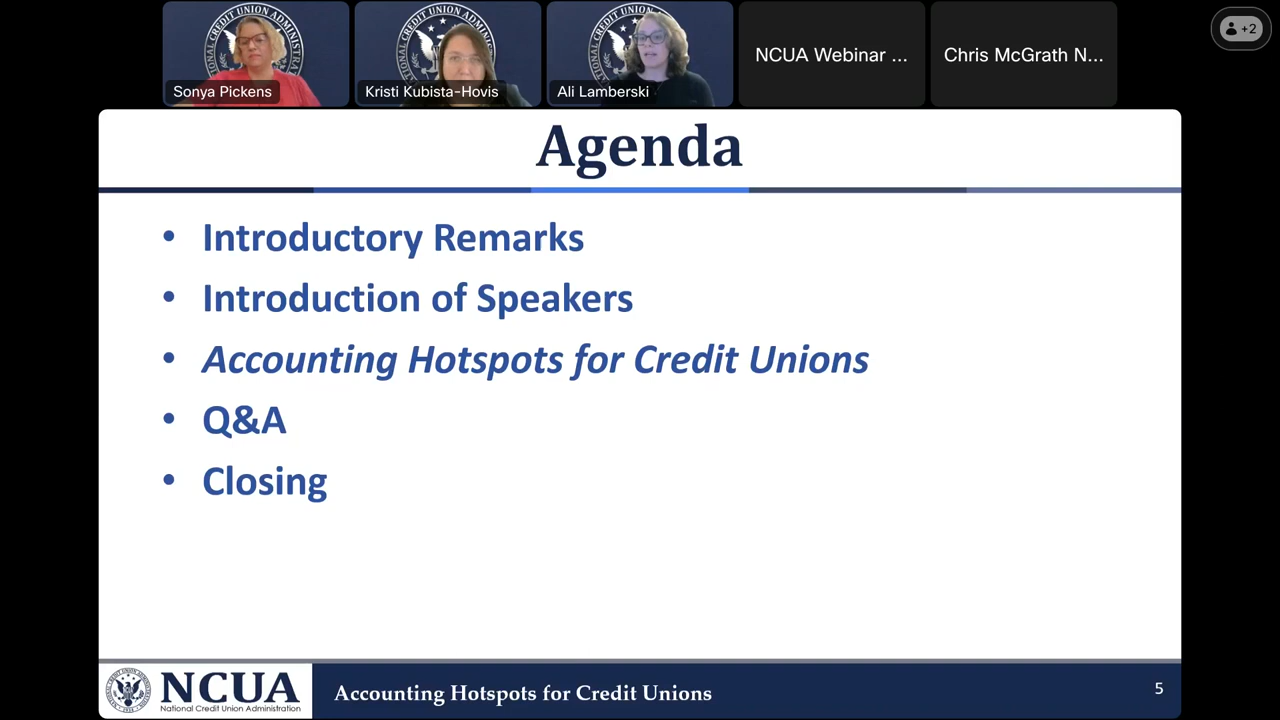 Sonya Pickens
Kristi Kubista-Hovis
Ali Lamberski
NCUA Webinar ...
Chris McGrath N...
+2
Agenda
• Introductory Remarks
• Introduction of Speakers
• Accounting Hotspots for Credit Unions
• Q&A
• Closing
NCUA
National Credit Union Administration
Accounting Hotspots for Credit Unions
5